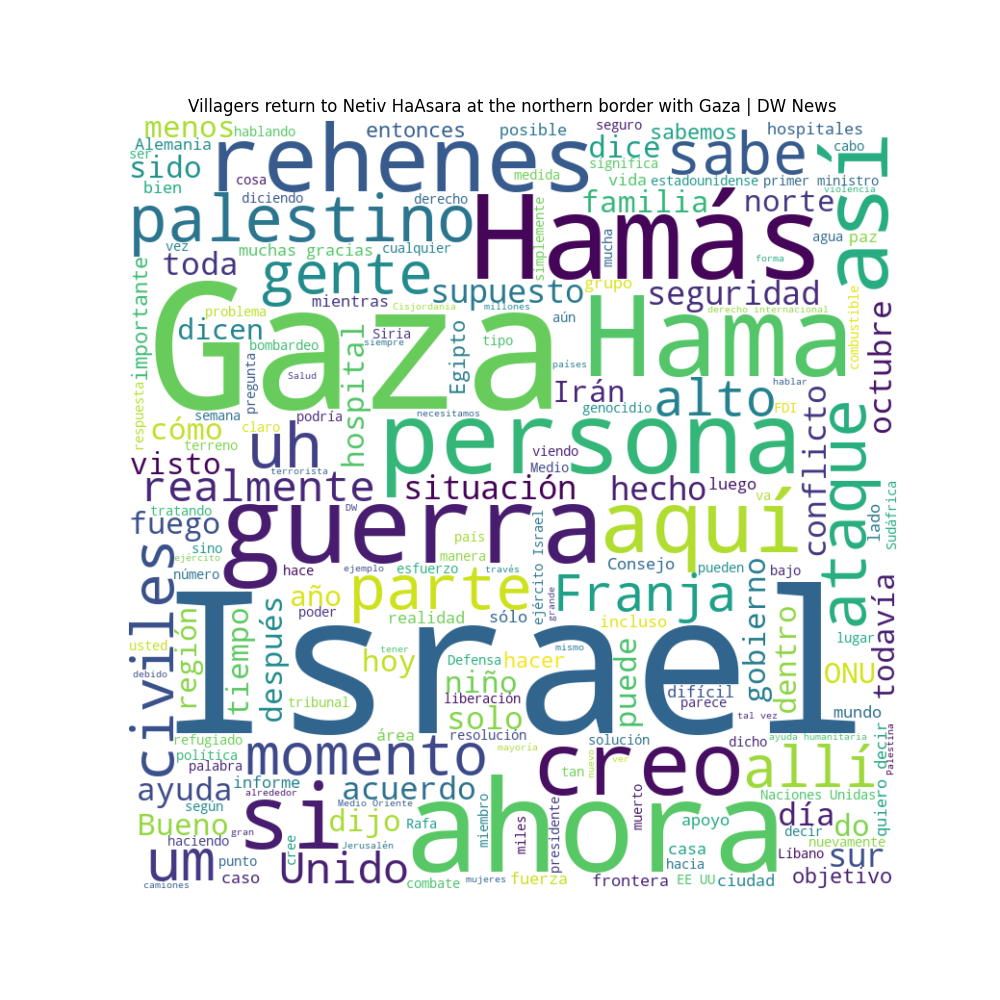 Villagers return to Netiv HaAsara at the northern border with Gaza | DW News
menos
hablando
entonces
posible
seguro
sabemos
hospitales
Alemania
rehenes
dice
sabe
cabo
así
ser
sido
cosa
significa
bien
medida
vida
estadounidense
primer ministro
violencia
diciendo
derecho
familia
norte
palestino
Hamás
simplemente
mucha
agua
paz
vez
muchas gracias
cualquier
forma
toda
gente
supuesto
grupo
seguridad
importante
mientras
Cisjordania
millones
derecho internacional
combustible
octubre
problema
Gaza
Hama
dicen
Siria
Egipto
aún
tipo
bombardeo
siempre
hospital
pregunta
Salud
países
hablar
Irán
alto
conflicto
semana
podría
necesitamos
genocidio
FDI
respuesta
cómo
claro
uh
persona
ataque
terreno
viendo
visto
terrorista
Medio
realmente
situación
hecho
luego
va
lado
Sudáfrica
tratando
DW
guerra
aquí
fuego
país
ejército Israel
sino
manera
ejército
número
hace
ejemplo
esfuerzo
través
Consejo
pueden
bajo
civiles
parte
Franja
gobierno
todavía
año
grande
región
tiempo
después
poder
realidad
sólo
incluso
dentro
lugar
usted
tener
mismo
debido
hoy
Defensa
hacer
puede
ONU
Israel
niño
difícil
liberación
parece
tribunal
solo
tal vez
mundo
refugiado
área
resolución
solución
dicho
ayuda humanitaria
quiero decir
Palestina
política
momento
mayoría
creo
allí
palabra
tan
nuevo
ver
ayuda
informe
acuerdo
Naciones Unidas
alrededor
según
si
Medio Oriente
ahora
muerto
día
Bueno
gran
dijo
Rafa
miembro
miles
presidente
apoyo
decir
do
nuevamente
haciendo
cree
Jerusalén
casa
Líbano
sur
um
punto
Unido
hacia
caso
camiones
combate
mujeres
fuerza
frontera
EE UU
ciudad
objetivo